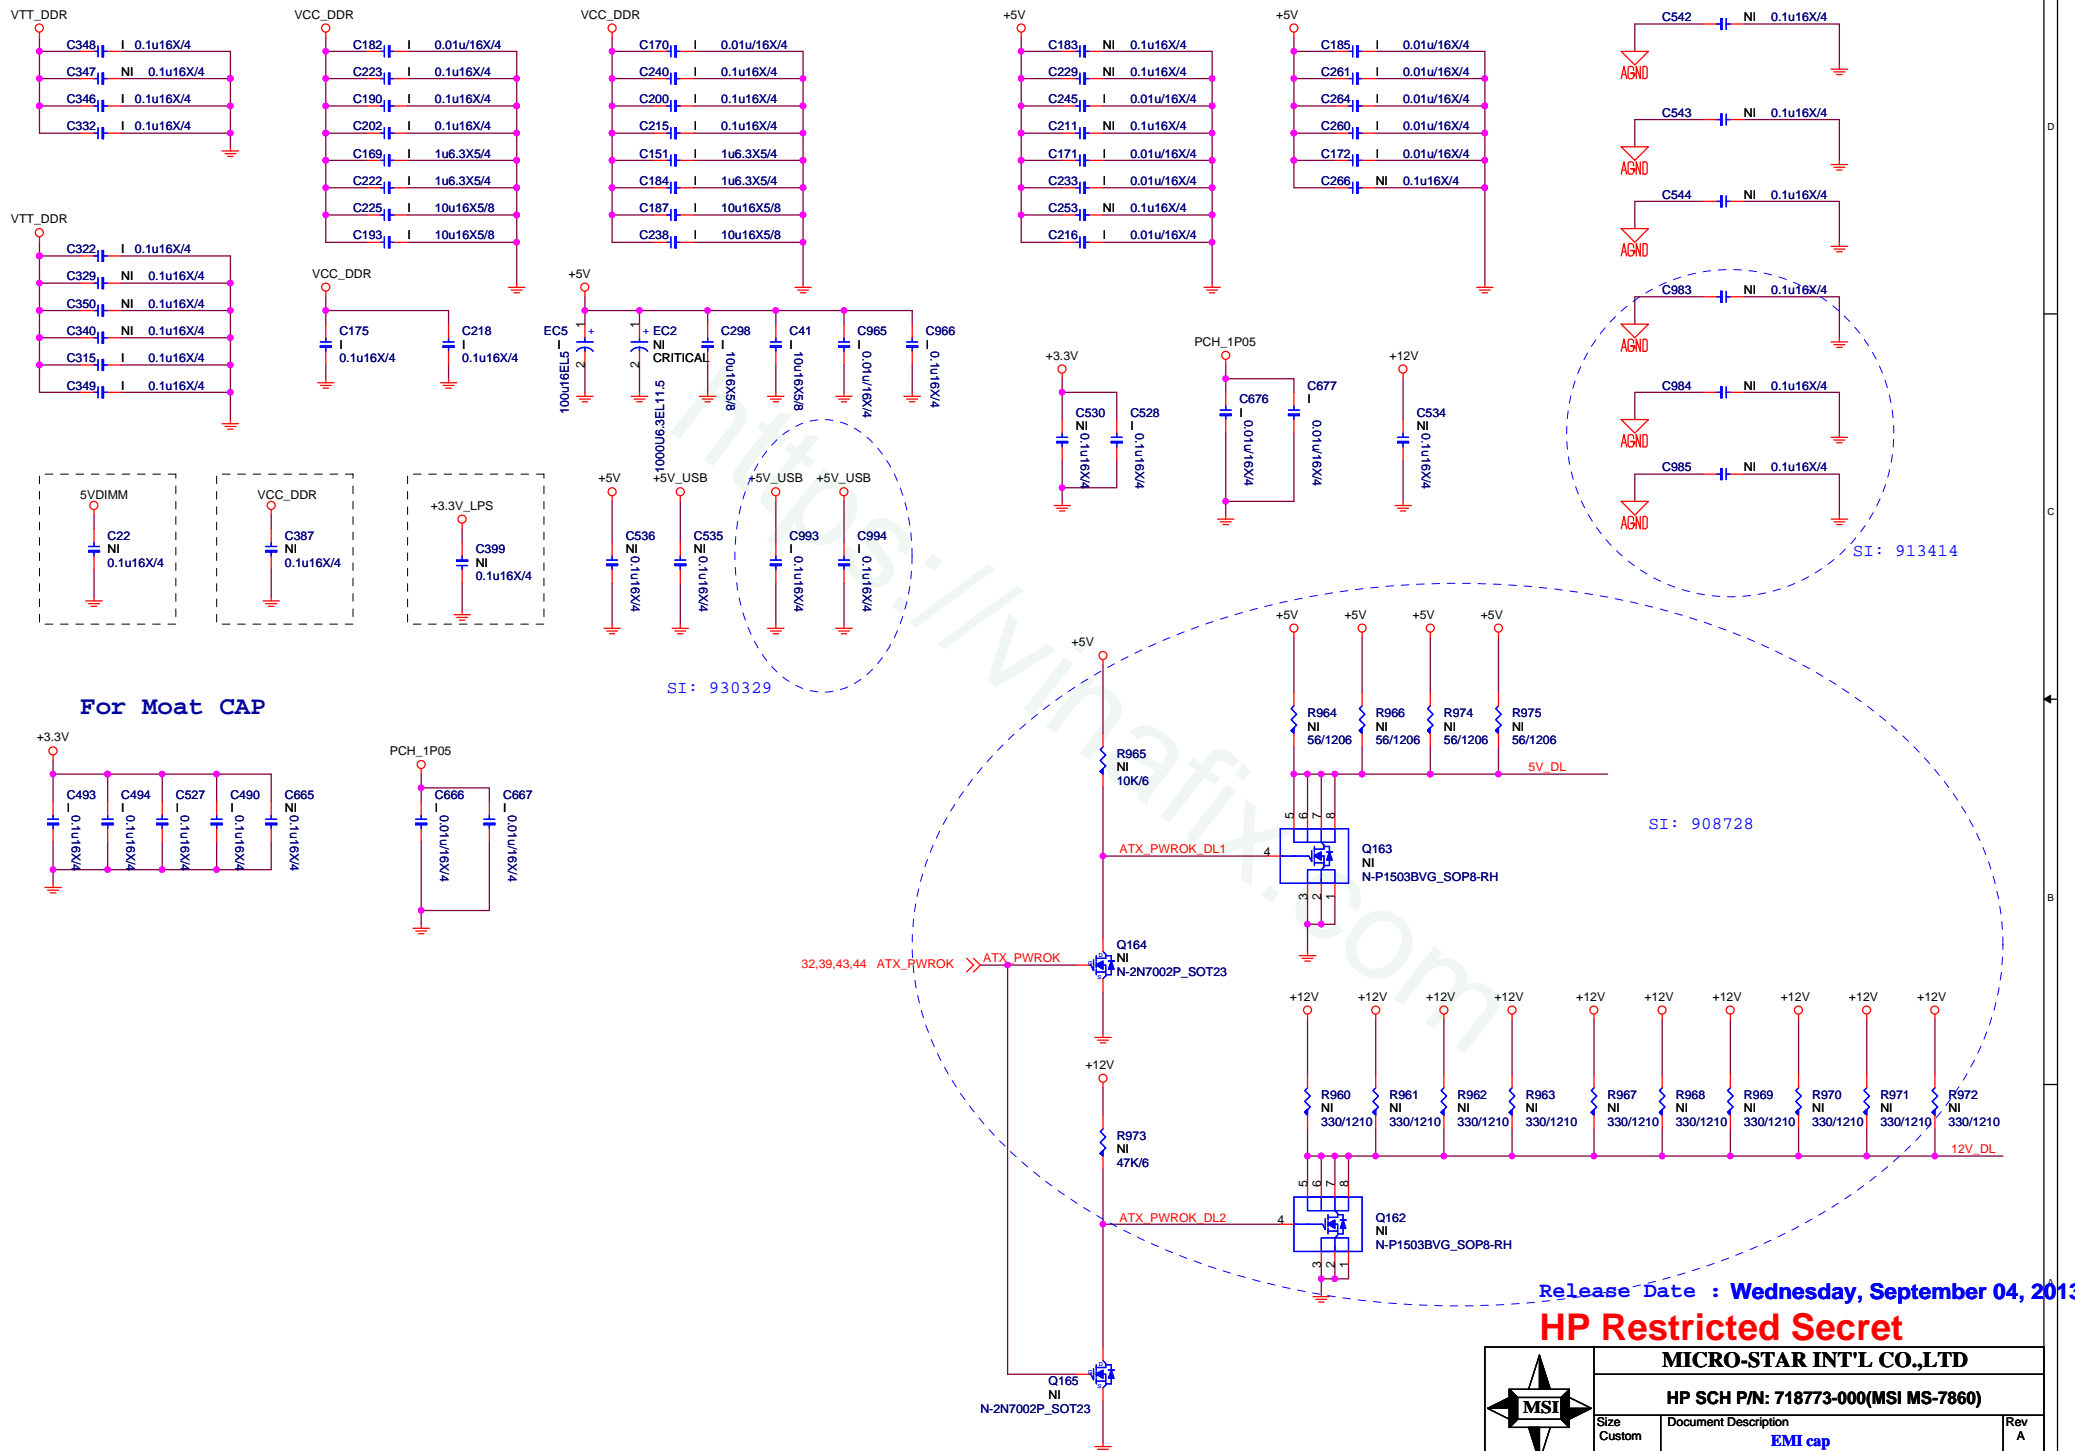 VTT_DDR
C348 I 0.1u16X/4
C347 NI 0.1u16X/4
C346 I 0.1u16X/4
C332 I 0.1u16X/4
VCC_DDR
C182 I 0.01u/16X/4
C223 I 0.1u16X/4
C190 I 0.1u16X/4
C202 I 0.1u16X/4
C169 I 1u6.3X5/4
C222 I 1u6.3X5/4
C225 I 10u16X5/8
C193 I 10u16X5/8
VCC_DDR
C170 I 0.01u/16X/4
C240 I 0.1u16X/4
C200 I 0.1u16X/4
C215 I 0.1u16X/4
C151 I 1u6.3X5/4
C184 I 1u6.3X5/4
C187 I 10u16X5/8
C238 I 10u16X5/8
+5V
C183 NI 0.1u16X/4
C229 NI 0.1u16X/4
C245 I 0.01u/16X/4
C211 NI 0.1u16X/4
C171 I 0.01u/16X/4
C233 I 0.01u/16X/4
C253 NI 0.1u16X/4
C216 I 0.01u/16X/4
+5V
C185 I 0.01u/16X/4
C261 I 0.01u/16X/4
C264 I 0.01u/16X/4
C260 I 0.01u/16X/4
C172 I 0.01u/16X/4
C266 NI 0.1u16X/4
C542 NI 0.1u16X/4
AGND
C543 NI 0.1u16X/4
AGND
C544 NI 0.1u16X/4
AGND
C983 NI 0.1u16X/4
AGND
C984 NI 0.1u16X/4
AGND
C985 NI 0.1u16X/4
AGND
SI: 913414
D
C
B
A
VTT_DDR
C322 I 0.1u16X/4
C329 NI 0.1u16X/4
C350 NI 0.1u16X/4
C340 NI 0.1u16X/4
C315 I 0.1u16X/4
C349 I 0.1u16X/4
VCC_DDR
C175
I
0.1u16X/4
C218
I
0.1u16X/4
+5V
EC5
I
100u16EL5
1
+
2
EC2
NI
CRITICAL
1000U6.3EL11.5
1
+
2
C298
I
10u16X5/8
C41
I
10u16X5/8
C965
I
0.01u/16X/4
C966
I
0.1u16X/4
+3.3V
C530
NI
0.1u16X/4
C528
I
0.1u16X/4
PCH_1P05
C676
I
0.01u/16X/4
C677
I
0.01u/16X/4
+12V
C534
NI
0.1u16X/4
5VDIMM
C22
NI
0.1u16X/4
VCC_DDR
C387
NI
0.1u16X/4
+3.3V_LPS
C399
NI
0.1u16X/4
+5V
C536
NI
0.1u16X/4
+5V_USB
C535
NI
0.1u16X/4
+5V_USB
C993
I
0.1u16X/4
+5V_USB
C994
I
0.1u16X/4
SI: 930329
For Moat CAP
+3.3V
C493
I
0.1u16X/4
C494
I
0.1u16X/4
C527
I
0.1u16X/4
C490
I
0.1u16X/4
C665
NI
0.1u16X/4
PCH_1P05
C666
I
0.01u/16X/4
C667
I
0.01u/16X/4
+5V
R965
NI
10K/6
+5V +5V +5V +5V
R964
NI
56/1206
R966
NI
56/1206
R974
NI
56/1206
R975
NI
56/1206
5V_DL
5 6 7 8
ATX_PWROK_DL1
4
Q163
NI
N-P1503BVG_SOP8-RH
3 2 1
SI: 908728
32,39,43,44 ATX_PWROK
ATX_PWROK
Q164
NI
N-2N7002P_SOT23
+12V
R973
NI
47K/6
+12V +12V +12V +12V +12V +12V +12V +12V +12V +12V
R960
NI
330/1210
R961
NI
330/1210
R962
NI
330/1210
R963
NI
330/1210
R967
NI
330/1210
R968
NI
330/1210
R969
NI
330/1210
R970
NI
330/1210
R971
NI
330/1210
R972
NI
330/1210
12V_DL
5 6 7 8
ATX_PWROK_DL2
4
Q162
NI
N-P1503BVG_SOP8-RH
3 2 1
Q165
NI
N-2N7002P_SOT23
https://vinafix.com
Release Date : Wednesday, September 04, 2013
HP Restricted Secret
MICRO-STAR INT'L CO.,LTD
HP SCH P/N: 718773-000(MSI MS-7860)
MSI
Size
Custom
Document Description
EMI cap
Rev
A